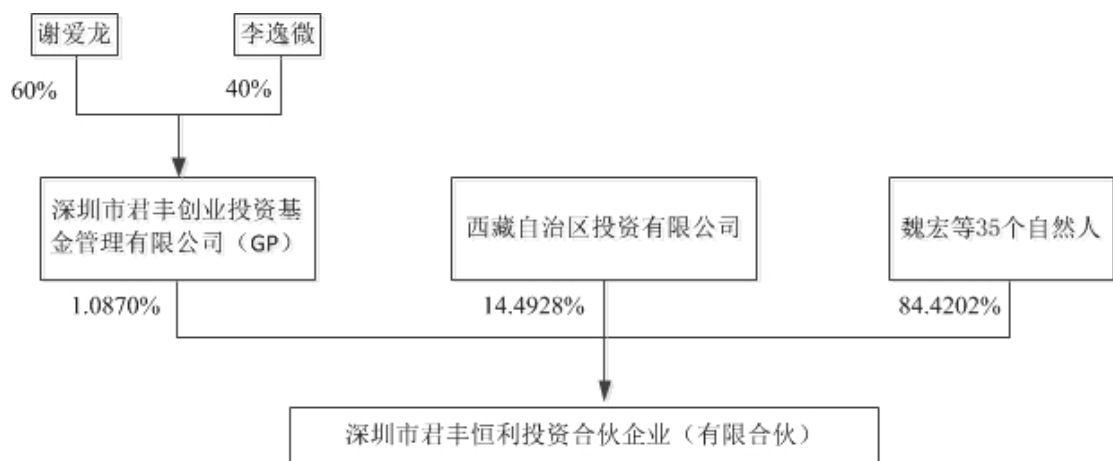 谢爱龙
李逸微
60%
40%
深圳市君丰创业投资基
金管理有限公司（GP）
西藏自治区投资有限公司
魏宏等35个自然人
1.0870%
14.4928%
84.4202%
深圳市君丰恒利投资合伙企业（有限合伙）